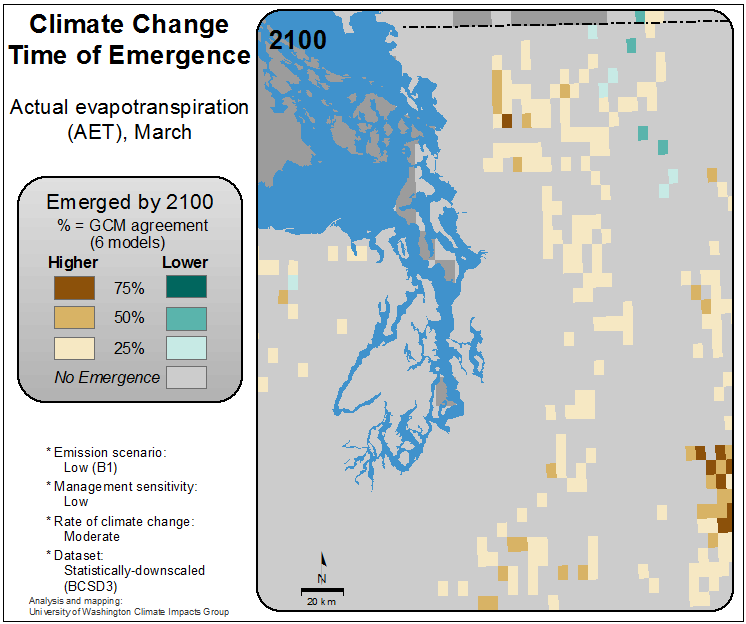 Climate Change
Time of Emergence
Actual evapotranspiration
(AET), March
Emerged by 2100
% = GCM agreement
(6 models)
Higher Lower
75%
50%
25%
No Emergence
* Emission scenario:
Low (B1)
* Management sensitivity:
Low
* Rate of climate change:
Moderate
* Dataset:
Statistically-downscaled
(BCSD3)
Analysis and mapping:
University of Washington Climate Impacts Group
2100
N
20 km